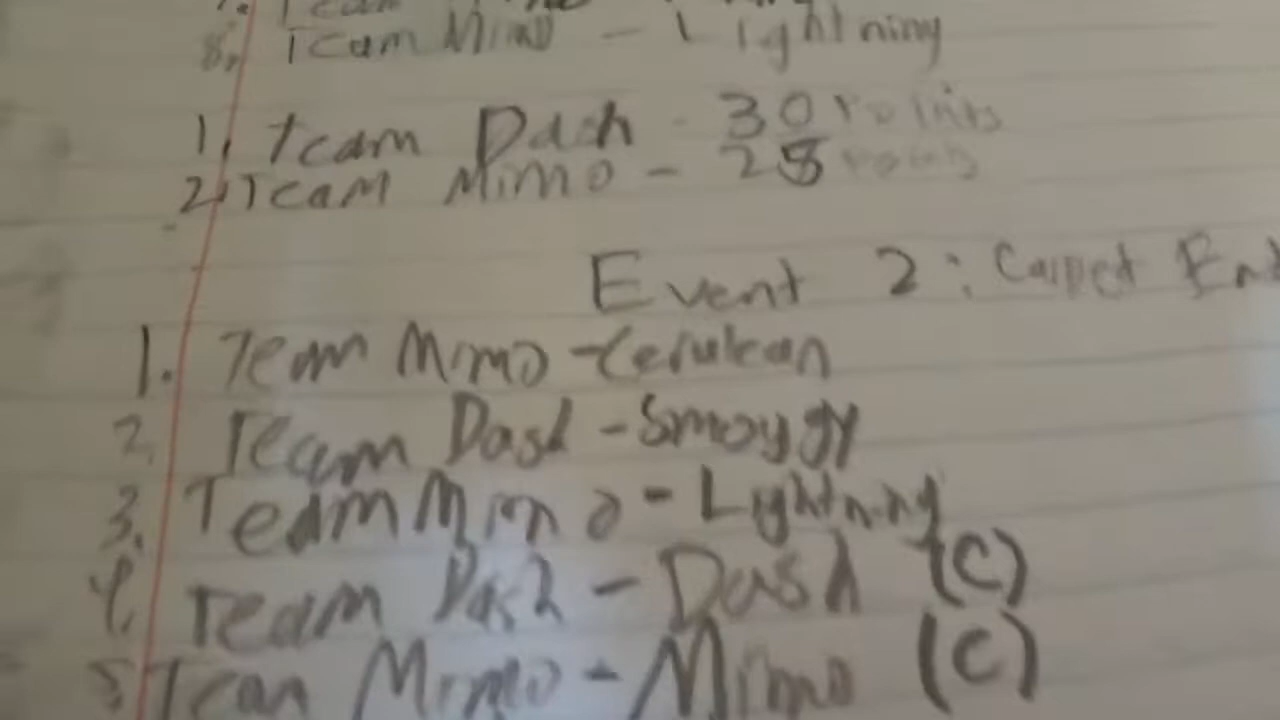 8. Team Mimo - Lightning
1. Team Dash - 30 Points
2. Team Mimo - 28 points
Event 2: Carpet
1. Team Mimo - Cerulean
2. Team Dash - Smoggy
3. Team Mimo - Lightning
4. Team Dash - Dash (C)
5. Team Mimo - Mimo (C)